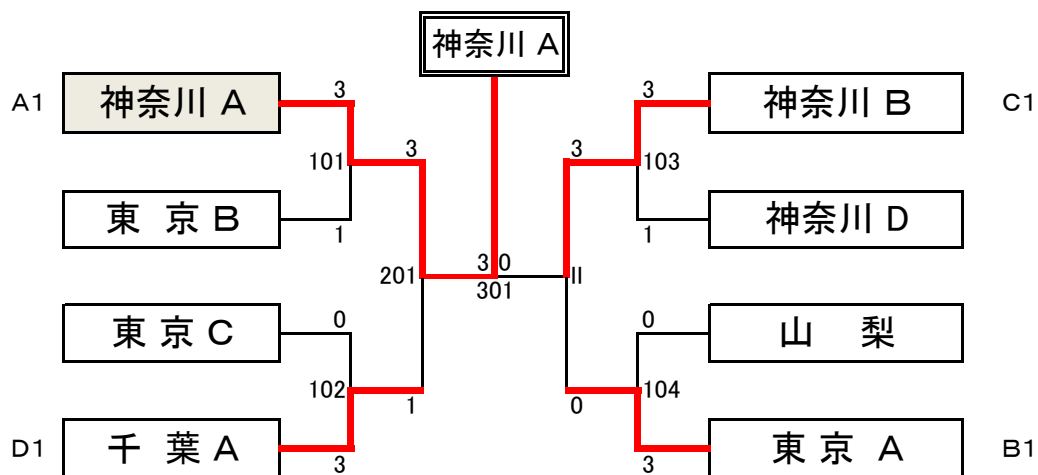 神奈川 A
A1 神奈川 A 3 3 神奈川 B C1
101 3 3 103
東 京 B 1 1 神奈川 D
201 3 0 II
301
東 京 C 0 0 山 梨
102 1 0 104
D1 千 葉 A 3 3 東 京 A B1